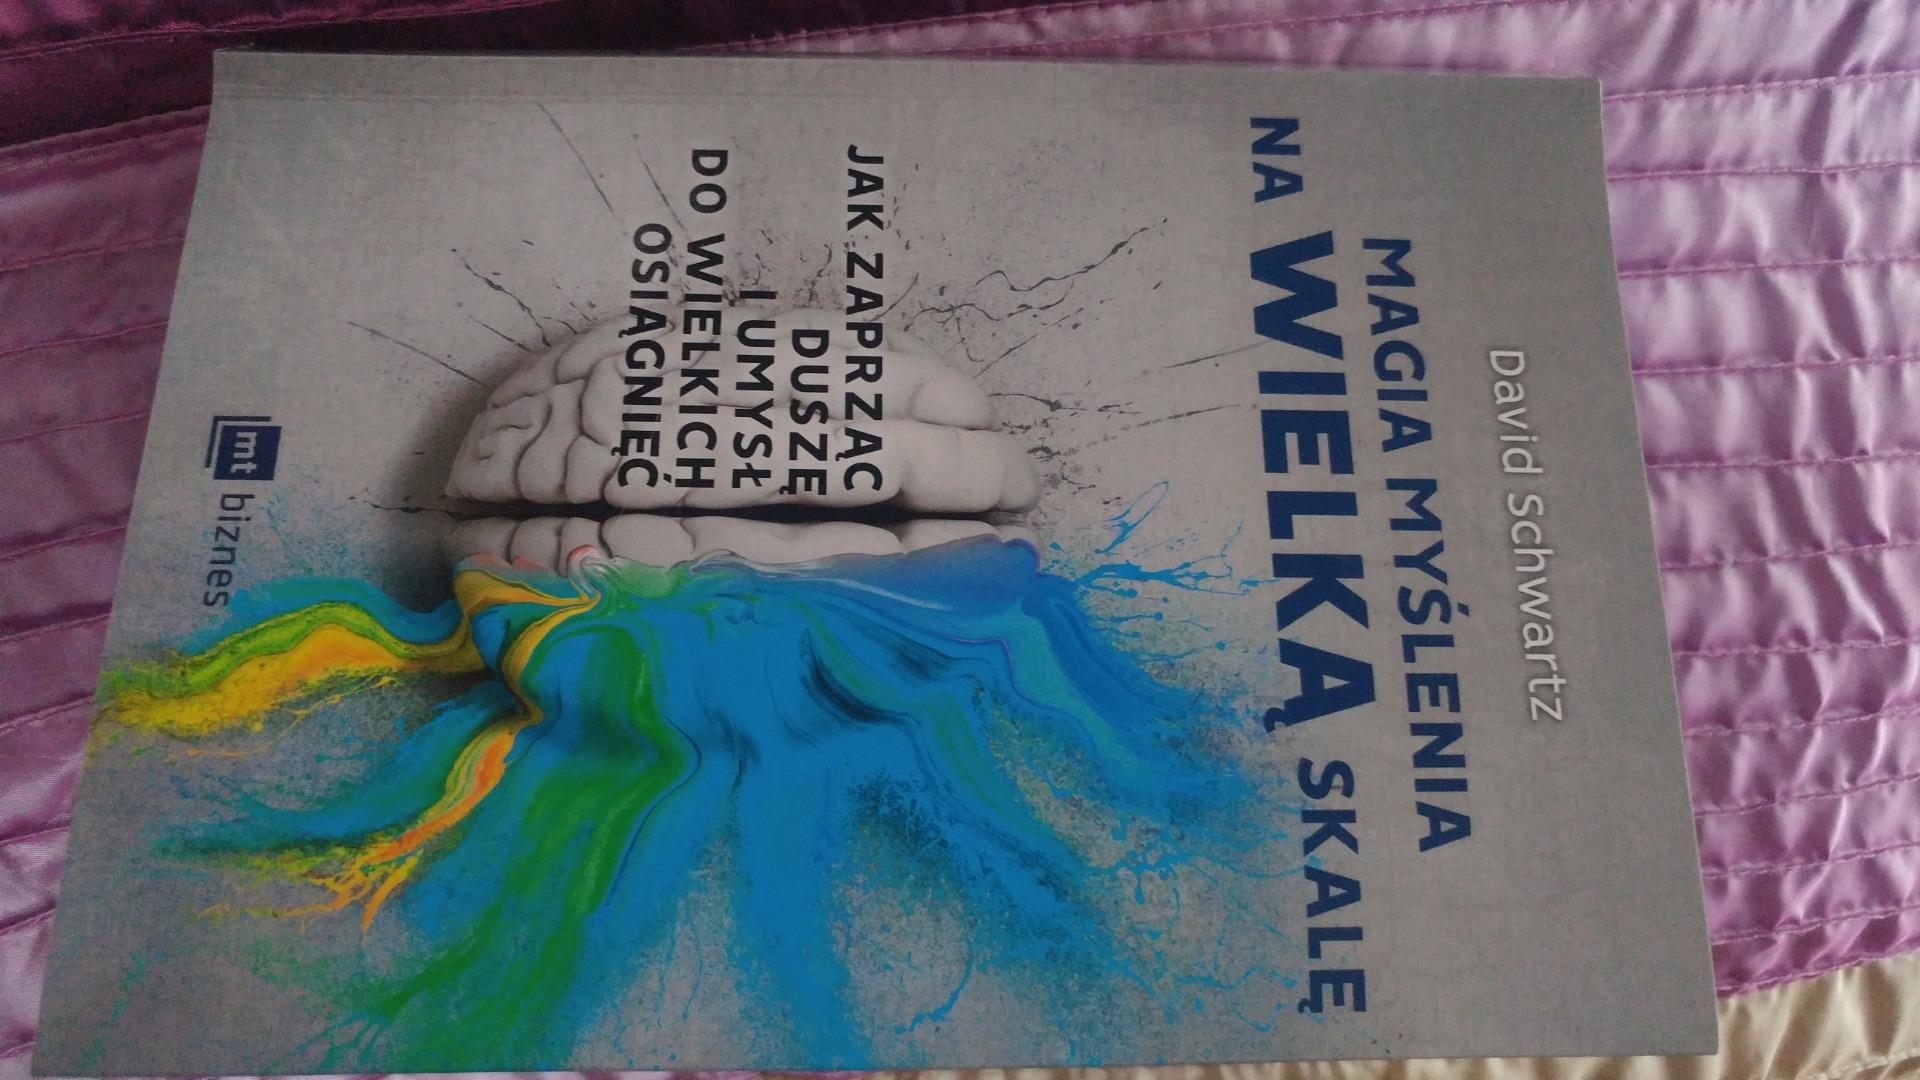 David Schwartz
MAGIA MYŚLENIA
NA WIELKĄ SKALĘ
JAK ZAPRZĄC
DUSZĘ
I UMYSŁ
DO WIELKICH
OSIĄGNIĘĆ
mt biznes